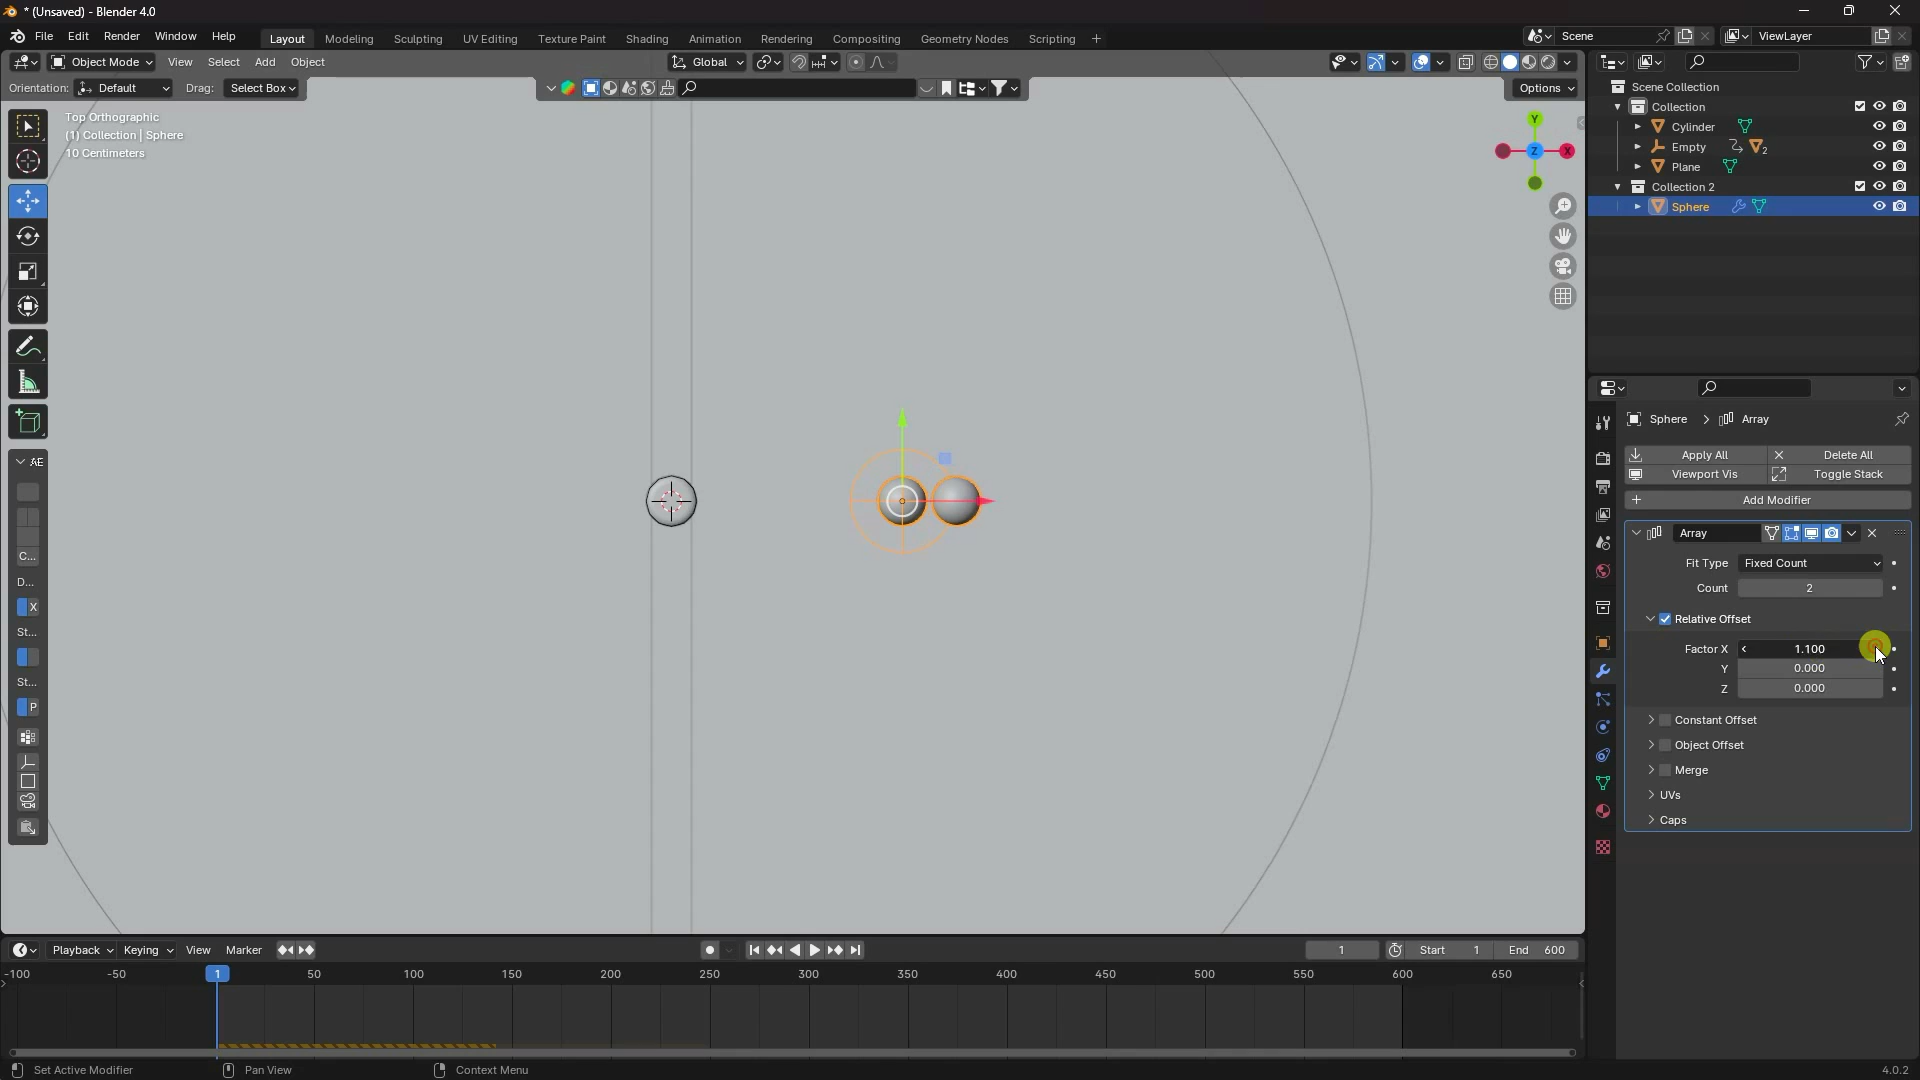 * (Unsaved) - Blender 4.0
File Edit Render Window Help Layout Modeling Sculpting UV Editing Texture Paint Shading Animation Rendering Compositing Geometry Nodes Scripting + Scene ViewLayer
Object Mode View Select Add Object Global
Orientation: Default Drag: Select Box Options
Top Orthographic
(1) Collection | Sphere
10 Centimeters
Y
X
Z
AE
C...
D...
X
St...
St...
P
Scene Collection
Collection
Cylinder
Empty 2
Plane
Collection 2
Sphere
Sphere > Array
Apply All Delete All
Viewport Vis Toggle Stack
+ Add Modifier
Array
Fit Type Fixed Count
Count 2
Relative Offset
Factor X 1.100
Y 0.000
Z 0.000
Constant Offset
Object Offset
Merge
UVs
Caps
Playback Keying View Marker 1 Start 1 End 600
-100 -50 1 50 100 150 200 250 300 350 400 450 500 550 600 650
Set Active Modifier Pan View Context Menu 4.0.2